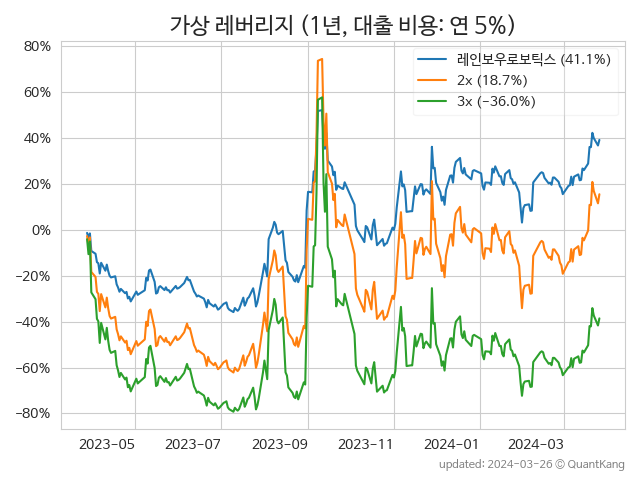 가상 레버리지 (1년, 대출 비용: 연 5%)
레인보우로보틱스 (41.1%)
2x (18.7%)
3x (−36.0%)
80%
60%
40%
20%
0%
−20%
−40%
−60%
−80%
2023-05 2023-07 2023-09 2023-11 2024-01 2024-03
updated: 2024-03-26 © QuantKang